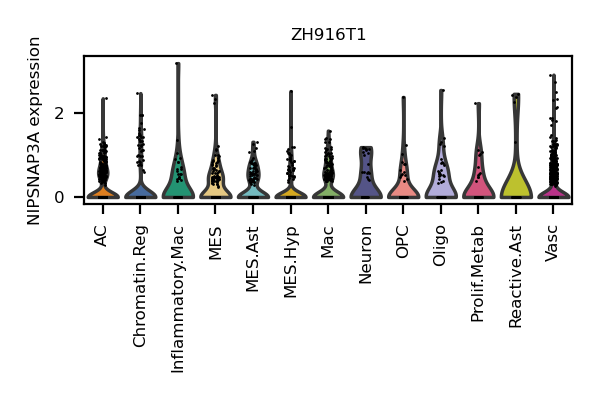 ZH916T1
NIPSNAP3A expression
2
0
AC
Chromatin.Reg
Inflammatory.Mac
MES
MES.Ast
MES.Hyp
Mac
Neuron
OPC
Oligo
Prolif.Metab
Reactive.Ast
Vasc